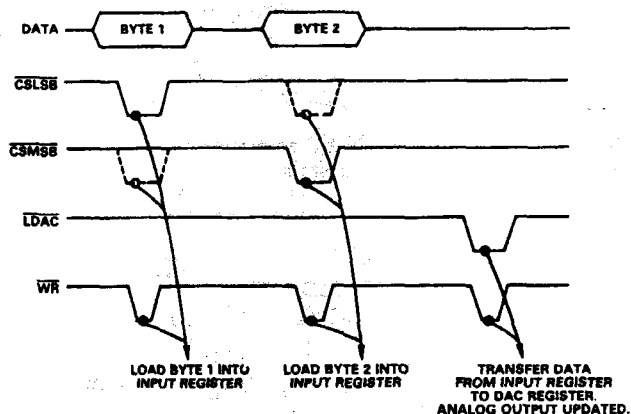 DATA
BYTE 1
BYTE 2
CSLSB
CSMSB
LDAC
WR
LOAD BYTE 1 INTO
INPUT REGISTER
LOAD BYTE 2 INTO
INPUT REGISTER
TRANSFER DATA
FROM INPUT REGISTER
TO DAC REGISTER.
ANALOG OUTPUT UPDATED.